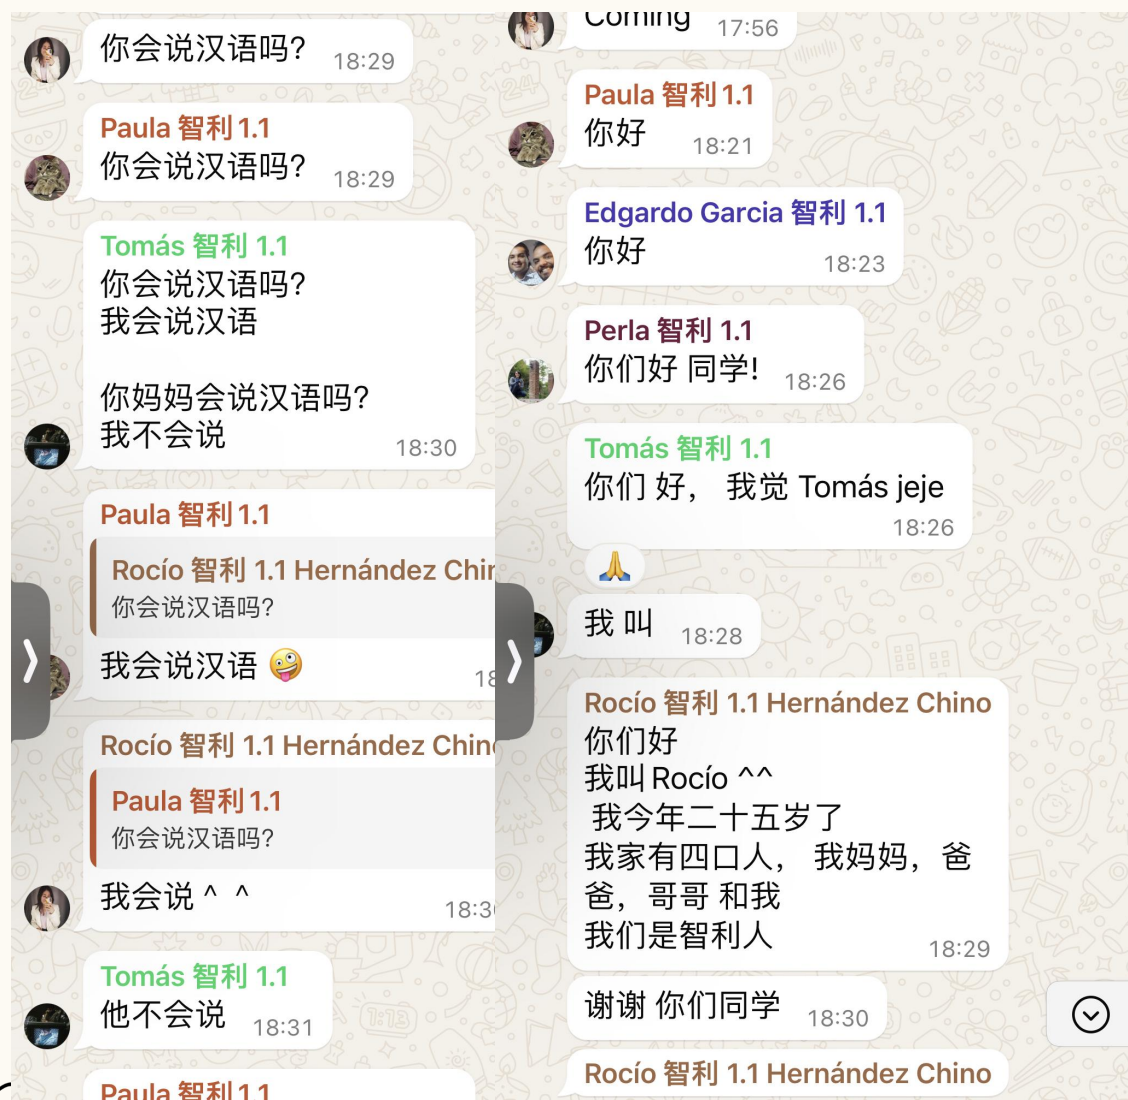 你会说汉语吗?
18:29
Paula 智利1.1
你会说汉语吗?
18:29
Tomás 智利 1.1
你会说汉语吗?
我会说汉语
你妈妈会说汉语吗?
我不会说
18:30
Paula 智利1.1
Rocío 智利 1.1 Hernández Chin
你会说汉语吗?
我会说汉语 🤪
18
Rocío 智利 1.1 Hernández Chin
Paula 智利1.1
你会说汉语吗?
我会说 ^ ^
18:3
Tomás 智利 1.1
他不会说
18:31
Paula 智利1.1
Coming
17:56
Paula 智利1.1
你好
18:21
Edgardo Garcia 智利 1.1
你好
18:23
Perla 智利 1.1
你们好 同学!
18:26
Tomás 智利 1.1
你们 好， 我觉 Tomás jeje
18:26
🙏
我 叫
18:28
Rocío 智利 1.1 Hernández Chino
你们好
我叫Rocío ^^
我今年二十五岁了
我家有四口人， 我妈妈，爸
爸，哥哥 和我
我们是智利人
18:29
谢谢 你们同学
18:30
Rocío 智利 1.1 Hernández Chino